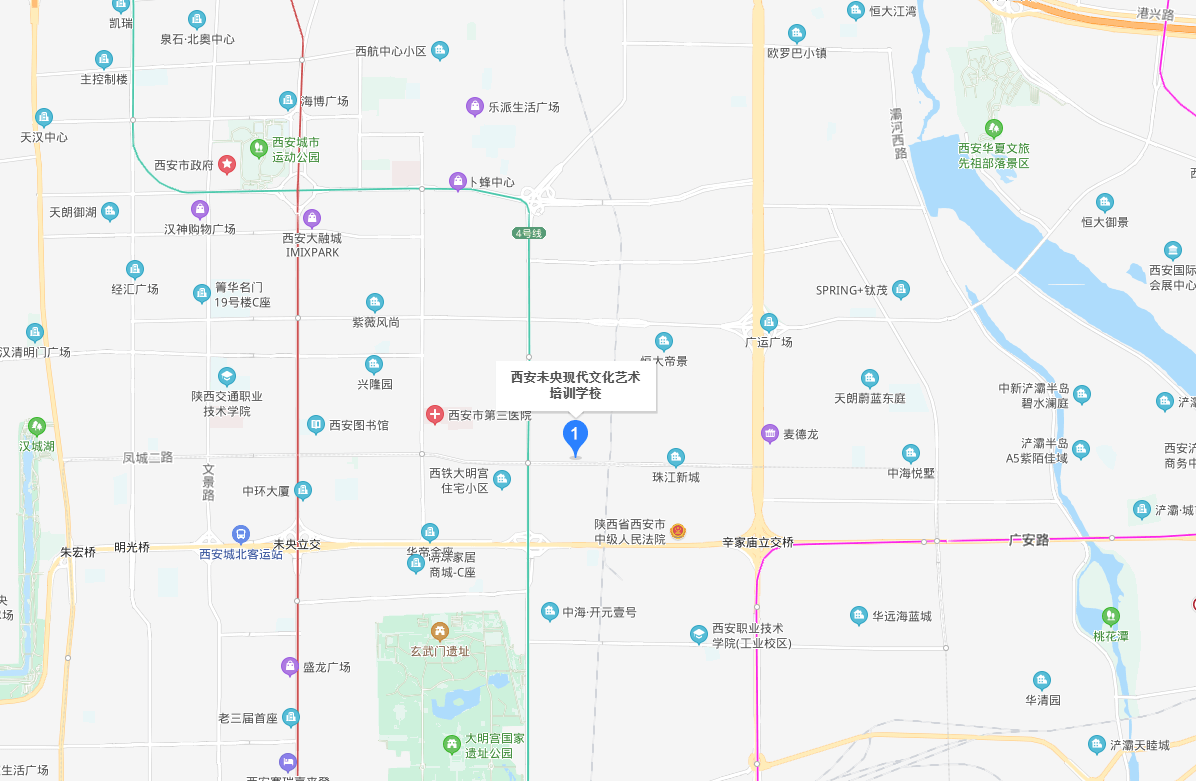 凯瑞
泉石·北奥中心
恒大江湾
港兴路
西航中心小区
欧罗巴小镇
主控制楼
海博广场
乐派生活广场
天汉中心
灞河西路
西安城市
运动公园
西安华夏文旅
先祖部落景区
西安市政府
卜蜂中心
天朗御湖
汉神购物广场
恒大御景
4号线
西安大融城
IMIXPARK
西安国际
会展中心
经汇广场
箐华名门
19号楼C座
SPRING+钛茂
紫薇风尚
广运广场
汉清明门广场
恒大帝景
兴隆园
西安未央现代文化艺术
培训学校
陕西交通职业
技术学院
天朗蔚蓝东庭
中新浐灞半岛
碧水澜庭
西安市第三医院
西安图书馆
1
麦德龙
汉城湖
浐灞半岛
A5紫陌佳域
凤城二路
文景路
西铁大明宫
住宅小区
珠江新城
中海悦墅
中环大厦
浐灞·城
陕西省西安市
中级人民法院
朱宏桥
明光桥
西安城北客运站
未央立交
辛家庙立交桥
广安路
明珠家居
商城-C座
中海·开元壹号
华远海蓝城
西安职业技术
学院(工业校区)
桃花潭
玄武门遗址
盛龙广场
华清园
老三届首座
大明宫国家
遗址公园
浐灞天睦城
生活广场